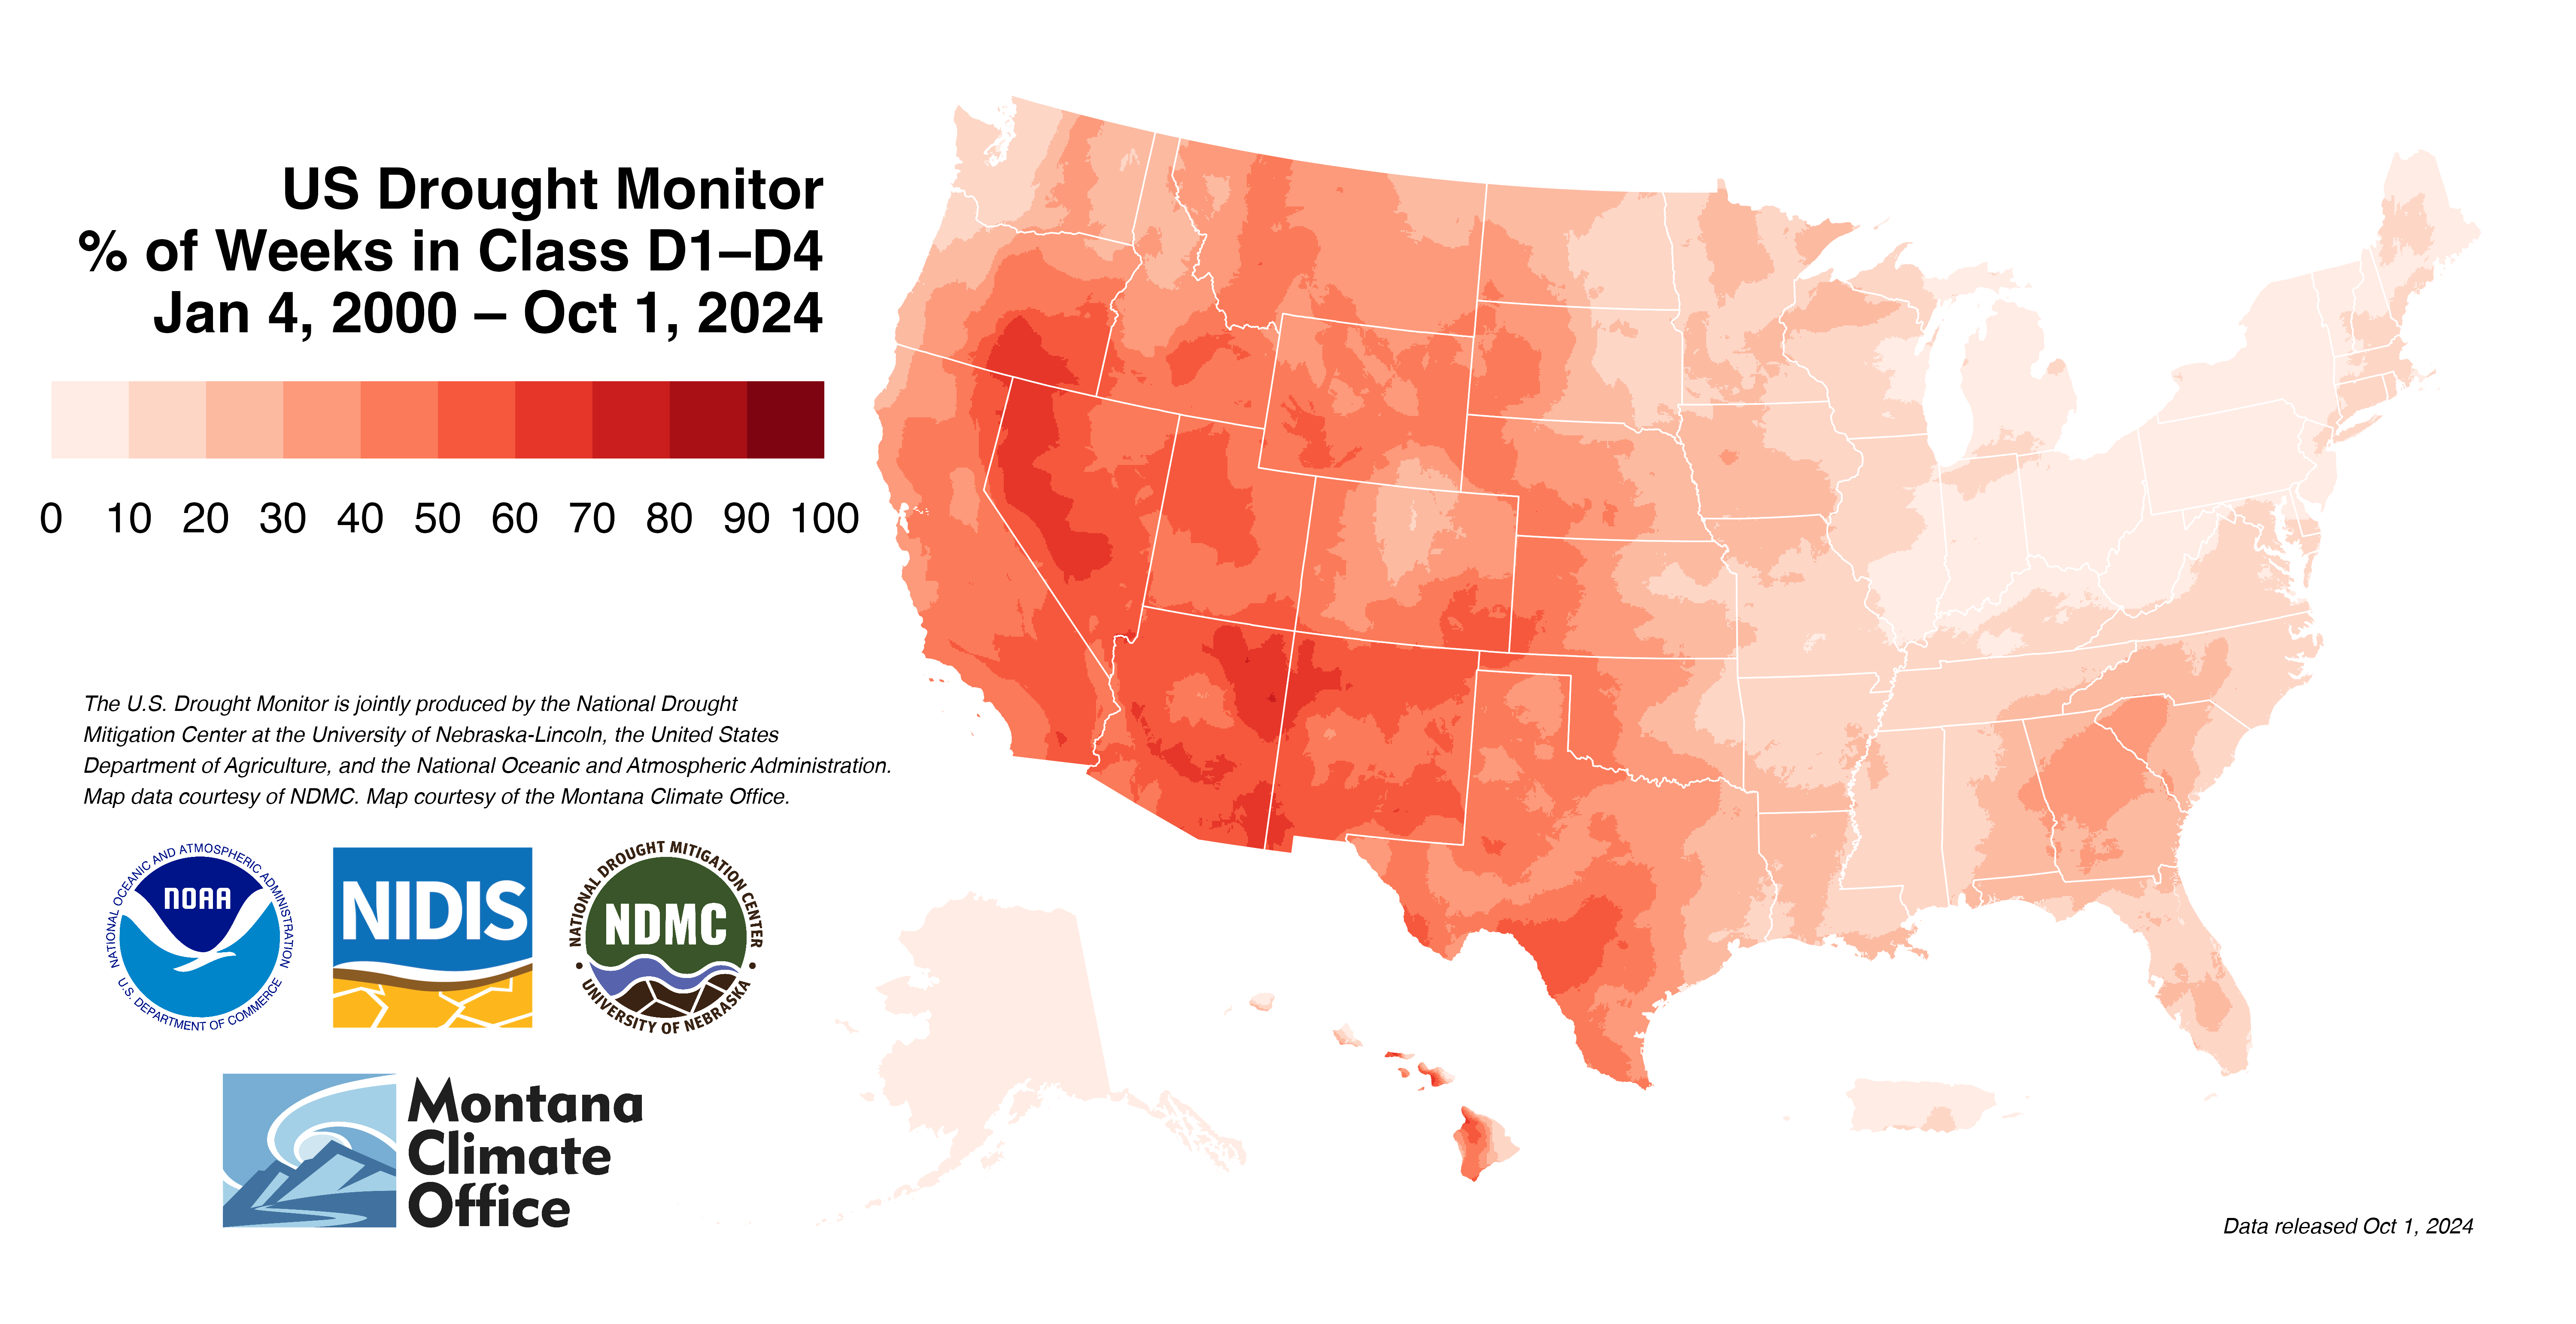 US Drought Monitor
% of Weeks in Class D1–D4
Jan 4, 2000 – Oct 1, 2024
0 10 20 30 40 50 60 70 80 90 100
The U.S. Drought Monitor is jointly produced by the National Drought
Mitigation Center at the University of Nebraska-Lincoln, the United States
Department of Agriculture, and the National Oceanic and Atmospheric Administration.
Map data courtesy of NDMC. Map courtesy of the Montana Climate Office.
NATIONAL OCEANIC AND ATMOSPHERIC ADMINISTRATION
NOAA
U.S. DEPARTMENT OF COMMERCE
NIDIS
NATIONAL DROUGHT MITIGATION CENTER
NDMC
UNIVERSITY OF NEBRASKA
Montana
Climate
Office
Data released Oct 1, 2024